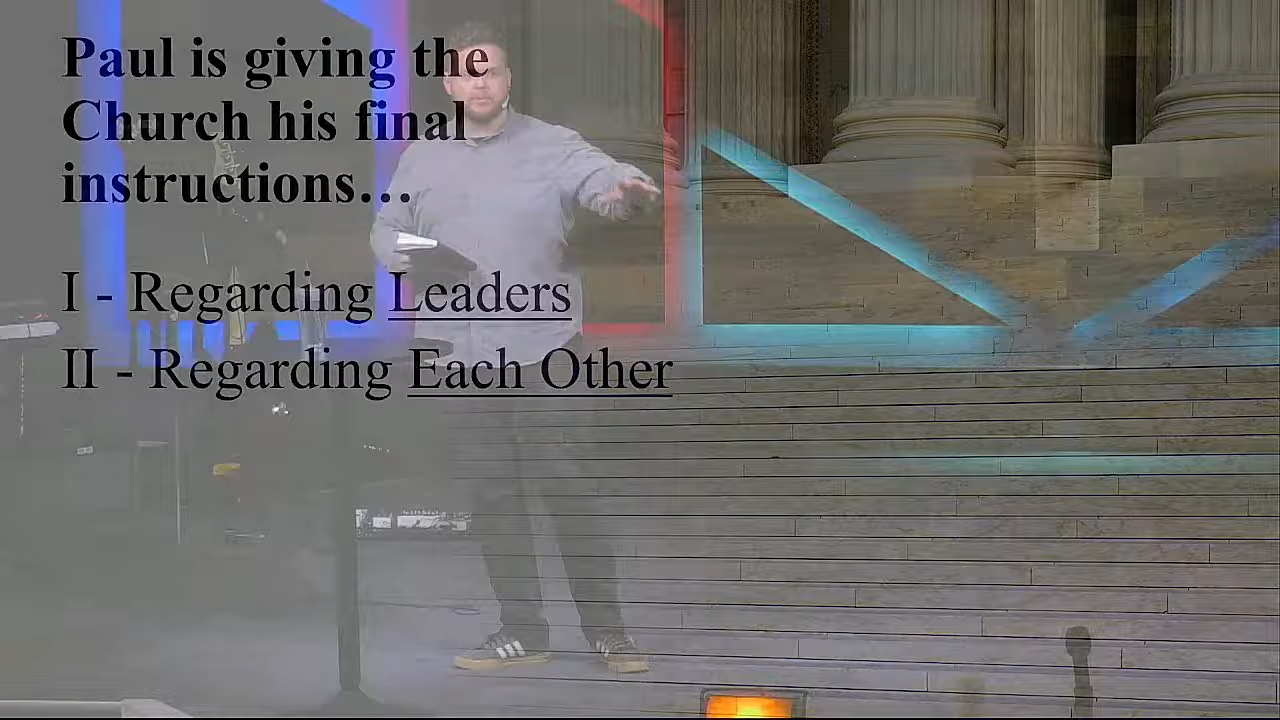 Paul is giving the
Church his final
instructions…
I - Regarding Leaders
II - Regarding Each Other